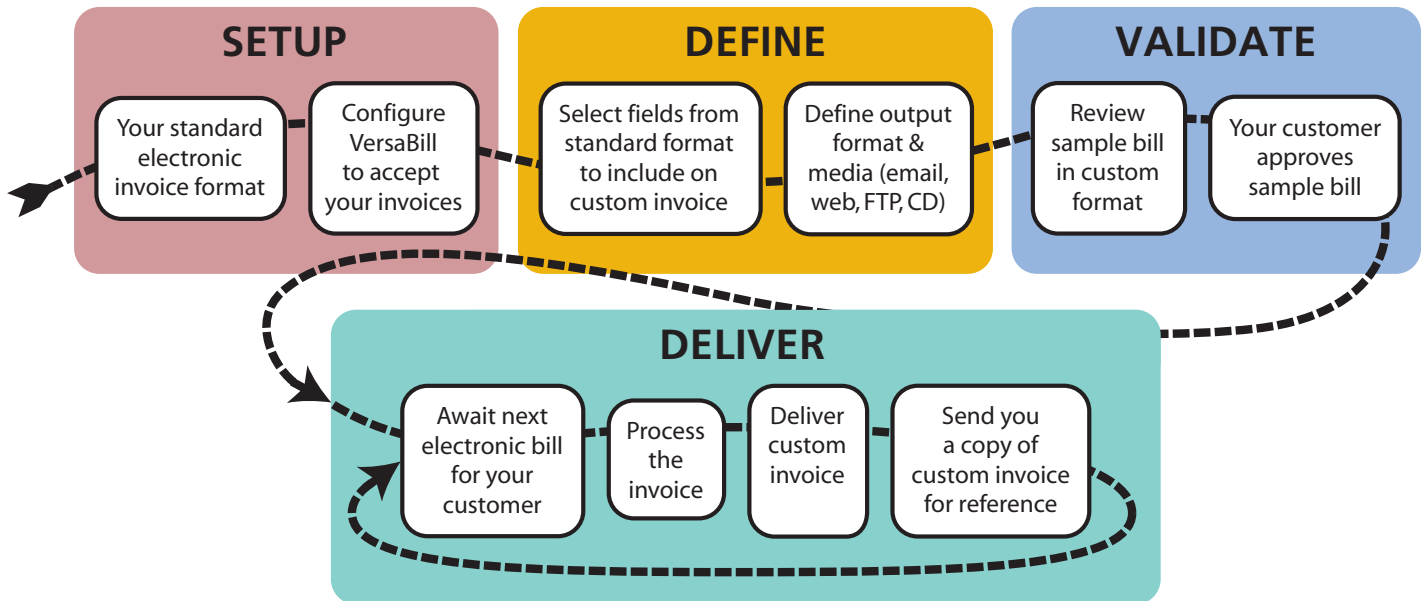 SETUP
Your standard
electronic
invoice format
Configure
VersaBill
to accept
your invoices
DEFINE
Select fields from
standard format
to include on
custom invoice
Define output
format &
media (email,
web, FTP, CD)
VALIDATE
Review
sample bill
in custom
format
Your customer
approves
sample bill
DELIVER
Await next
electronic bill
for your
customer
Process
the
invoice
Deliver
custom
invoice
Send you
a copy of
custom invoice
for reference